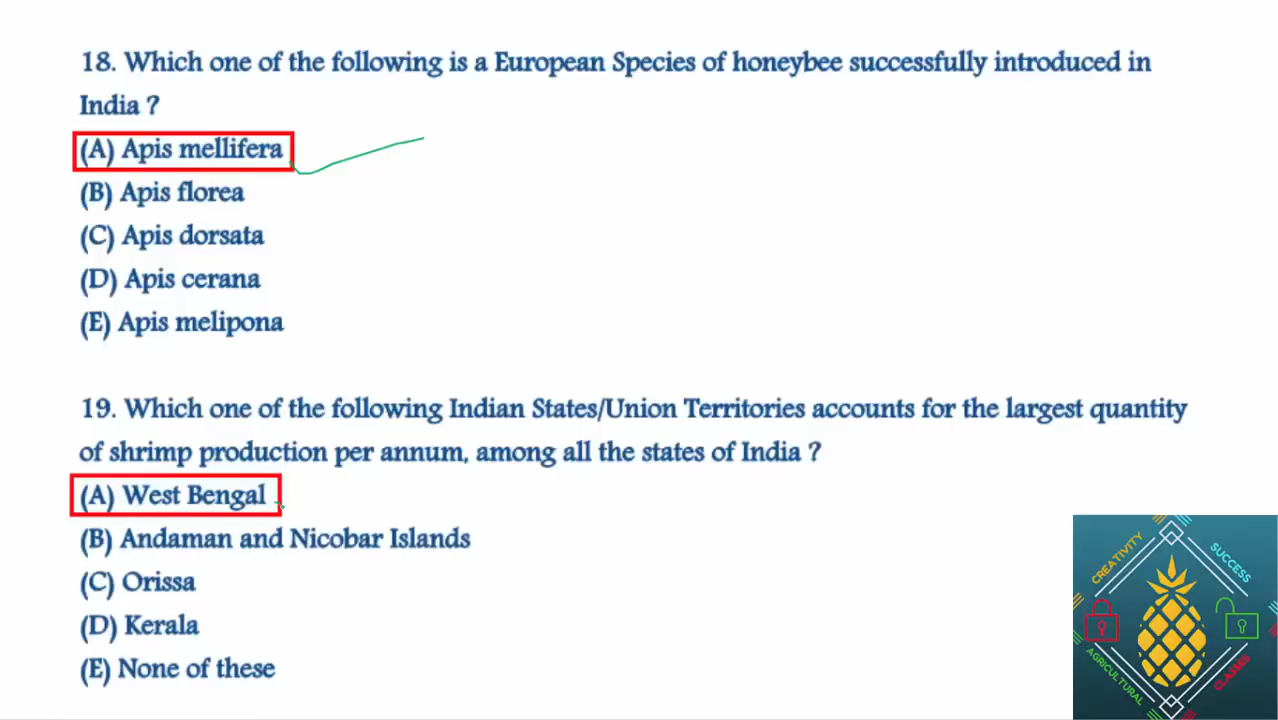 18. Which one of the following is a European Species of honeybee successfully introduced in
India ?
(A) Apis mellifera
(B) Apis florea
(C) Apis dorsata
(D) Apis cerana
(E) Apis melipona
19. Which one of the following Indian States/Union Territories accounts for the largest quantity
of shrimp production per annum, among all the states of India ?
(A) West Bengal
(B) Andaman and Nicobar Islands
(C) Orissa
(D) Kerala
(E) None of these
CREATIVITY
SUCCESS
AGRICULTURAL
CLASSES